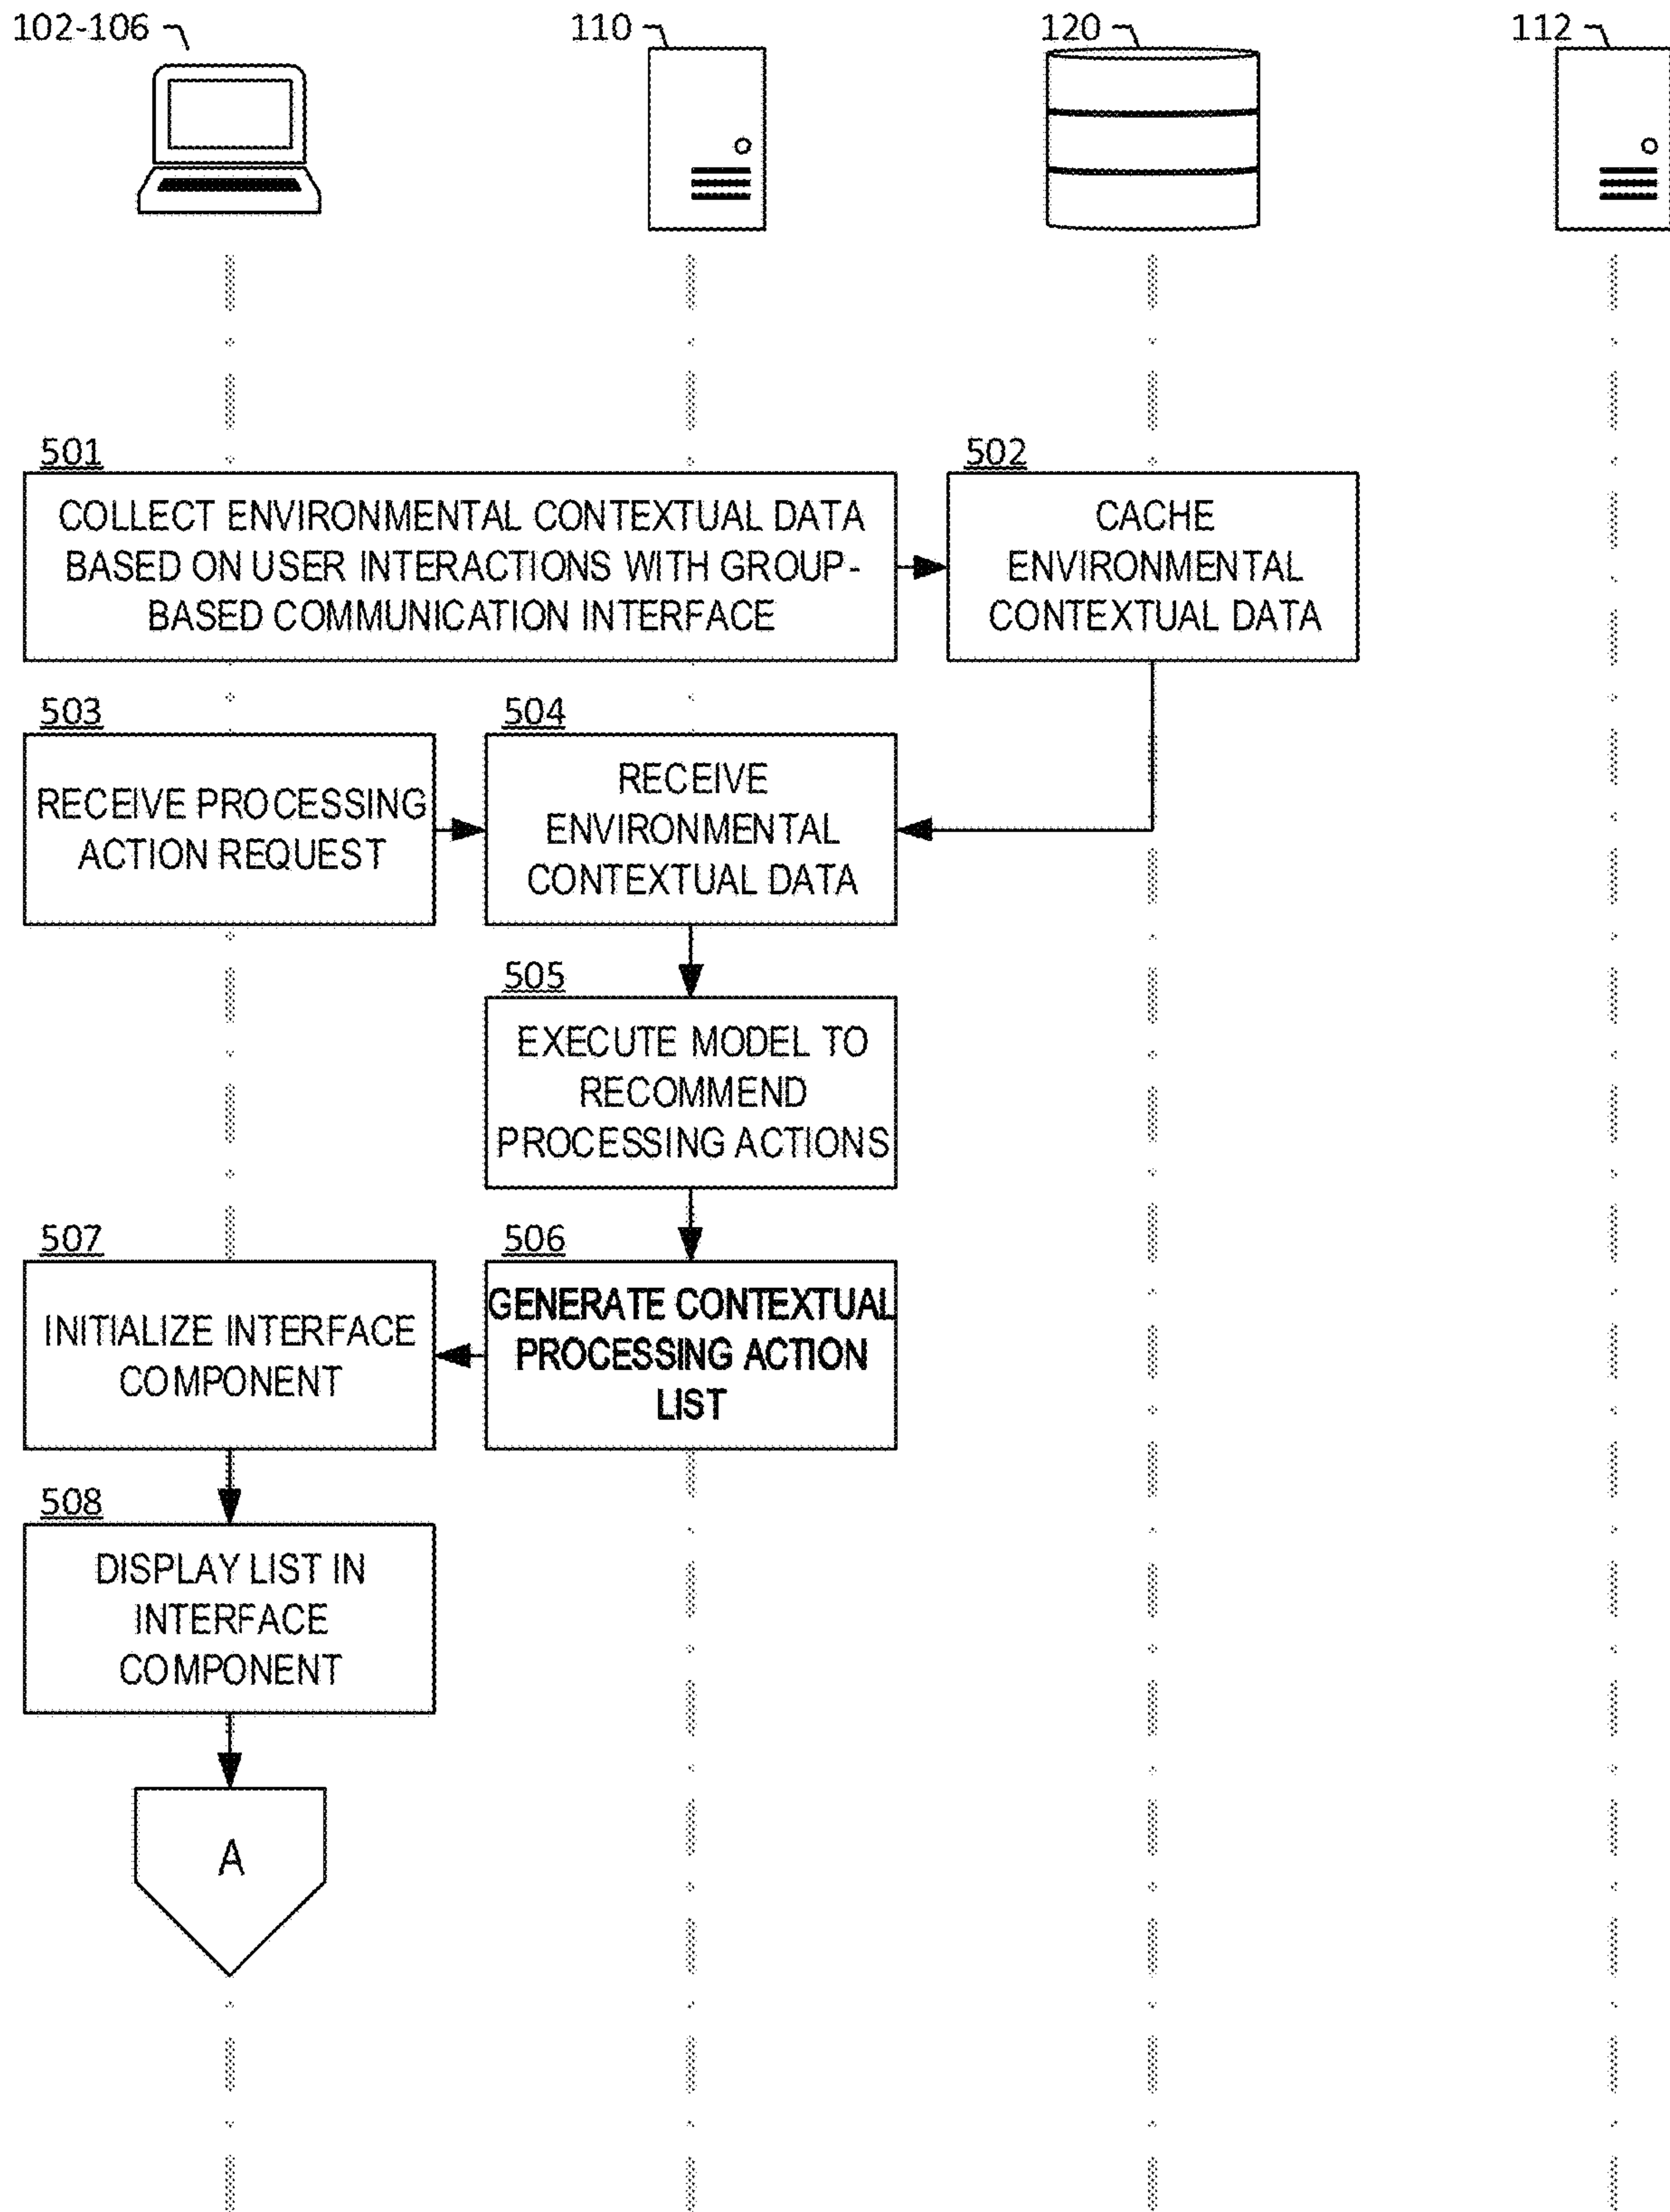 102-106
110
120
112
501
COLLECT ENVIRONMENTAL CONTEXTUAL DATA
BASED ON USER INTERACTIONS WITH GROUP-
BASED COMMUNICATION INTERFACE
502
CACHE
ENVIRONMENTAL
CONTEXTUAL DATA
503
RECEIVE PROCESSING
ACTION REQUEST
504
RECEIVE
ENVIRONMENTAL
CONTEXTUAL DATA
505
EXECUTE MODEL TO
RECOMMEND
PROCESSING ACTIONS
506
GENERATE CONTEXTUAL
PROCESSING ACTION
LIST
507
INITIALIZE INTERFACE
COMPONENT
508
DISPLAY LIST IN
INTERFACE
COMPONENT
A